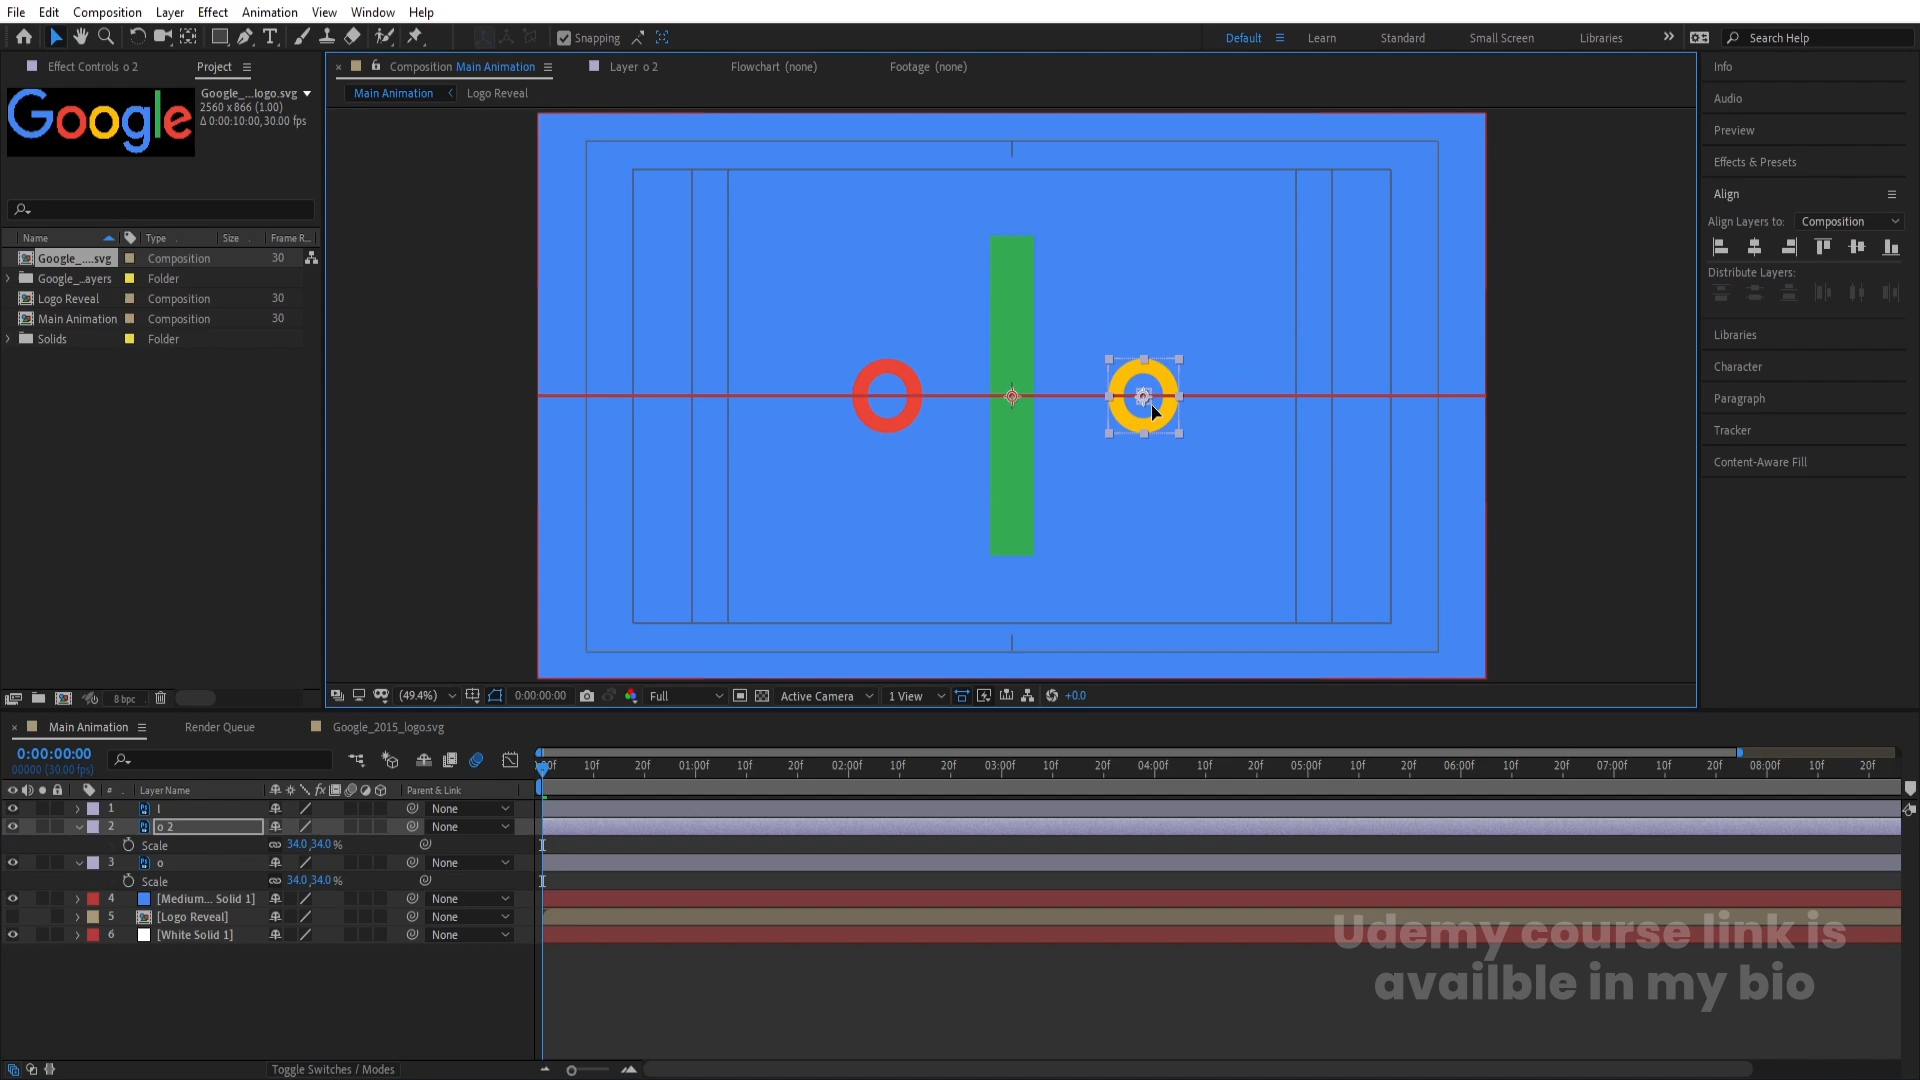 File Edit Composition Layer Effect Animation View Window Help
Snapping Default Learn Standard Small Screen Libraries Search Help
Effect Controls o 2 Project
Composition Main Animation Layer o 2 Flowchart (none) Footage (none)
Main Animation Logo Reveal
Google
Google_...logo.svg
2560 x 866 (1.00)
Δ 0:00:10:00, 30.00 fps
Name Type Size Frame R...
Google_....svg Composition 30
Google_...ayers Folder
Logo Reveal Composition 30
Main Animation Composition 30
Solids Folder
8 bpc
(49.4%) 0:00:00:00 Full Active Camera 1 View +0.0
Info
Audio
Preview
Effects & Presets
Align
Align Layers to: Composition
Distribute Layers:
Libraries
Character
Paragraph
Tracker
Content-Aware Fill
Main Animation Render Queue Google_2015_logo.svg
0:00:00:00
00000 (30.00 fps)
:00f 10f 20f 01:00f 10f 20f 02:00f 10f 20f 03:00f 10f 20f 04:00f 10f 20f 05:00f 10f 20f 06:00f 10f 20f 07:00f 10f 20f 08:00f 10f 20f
# Layer Name fx Parent & Link
1 l None
2 o 2 None
Scale 34.0,34.0 %
3 o None
Scale 34.0,34.0 %
4 [Medium... Solid 1] None
5 [Logo Reveal] None
6 [White Solid 1] None
Udemy course link is
availble in my bio
Toggle Switches / Modes